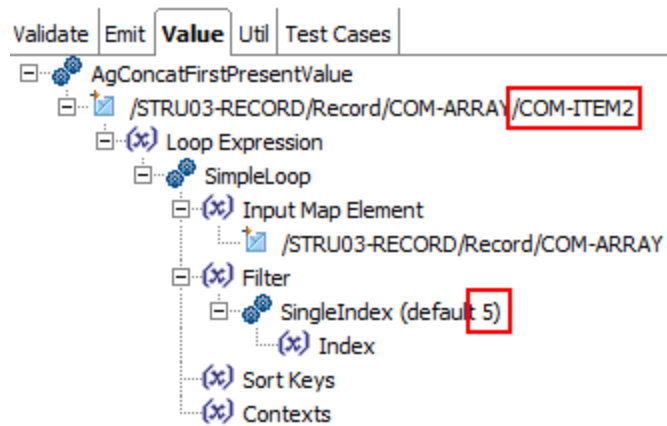 Validate Emit Value Util Test Cases
AgConcatFirstPresentValue
/STRU03-RECORD/Record/COM-ARRAY/COM-ITEM2
(x) Loop Expression
SimpleLoop
(x) Input Map Element
/STRU03-RECORD/Record/COM-ARRAY
(x) Filter
SingleIndex (default 5)
(x) Index
(x) Sort Keys
(x) Contexts